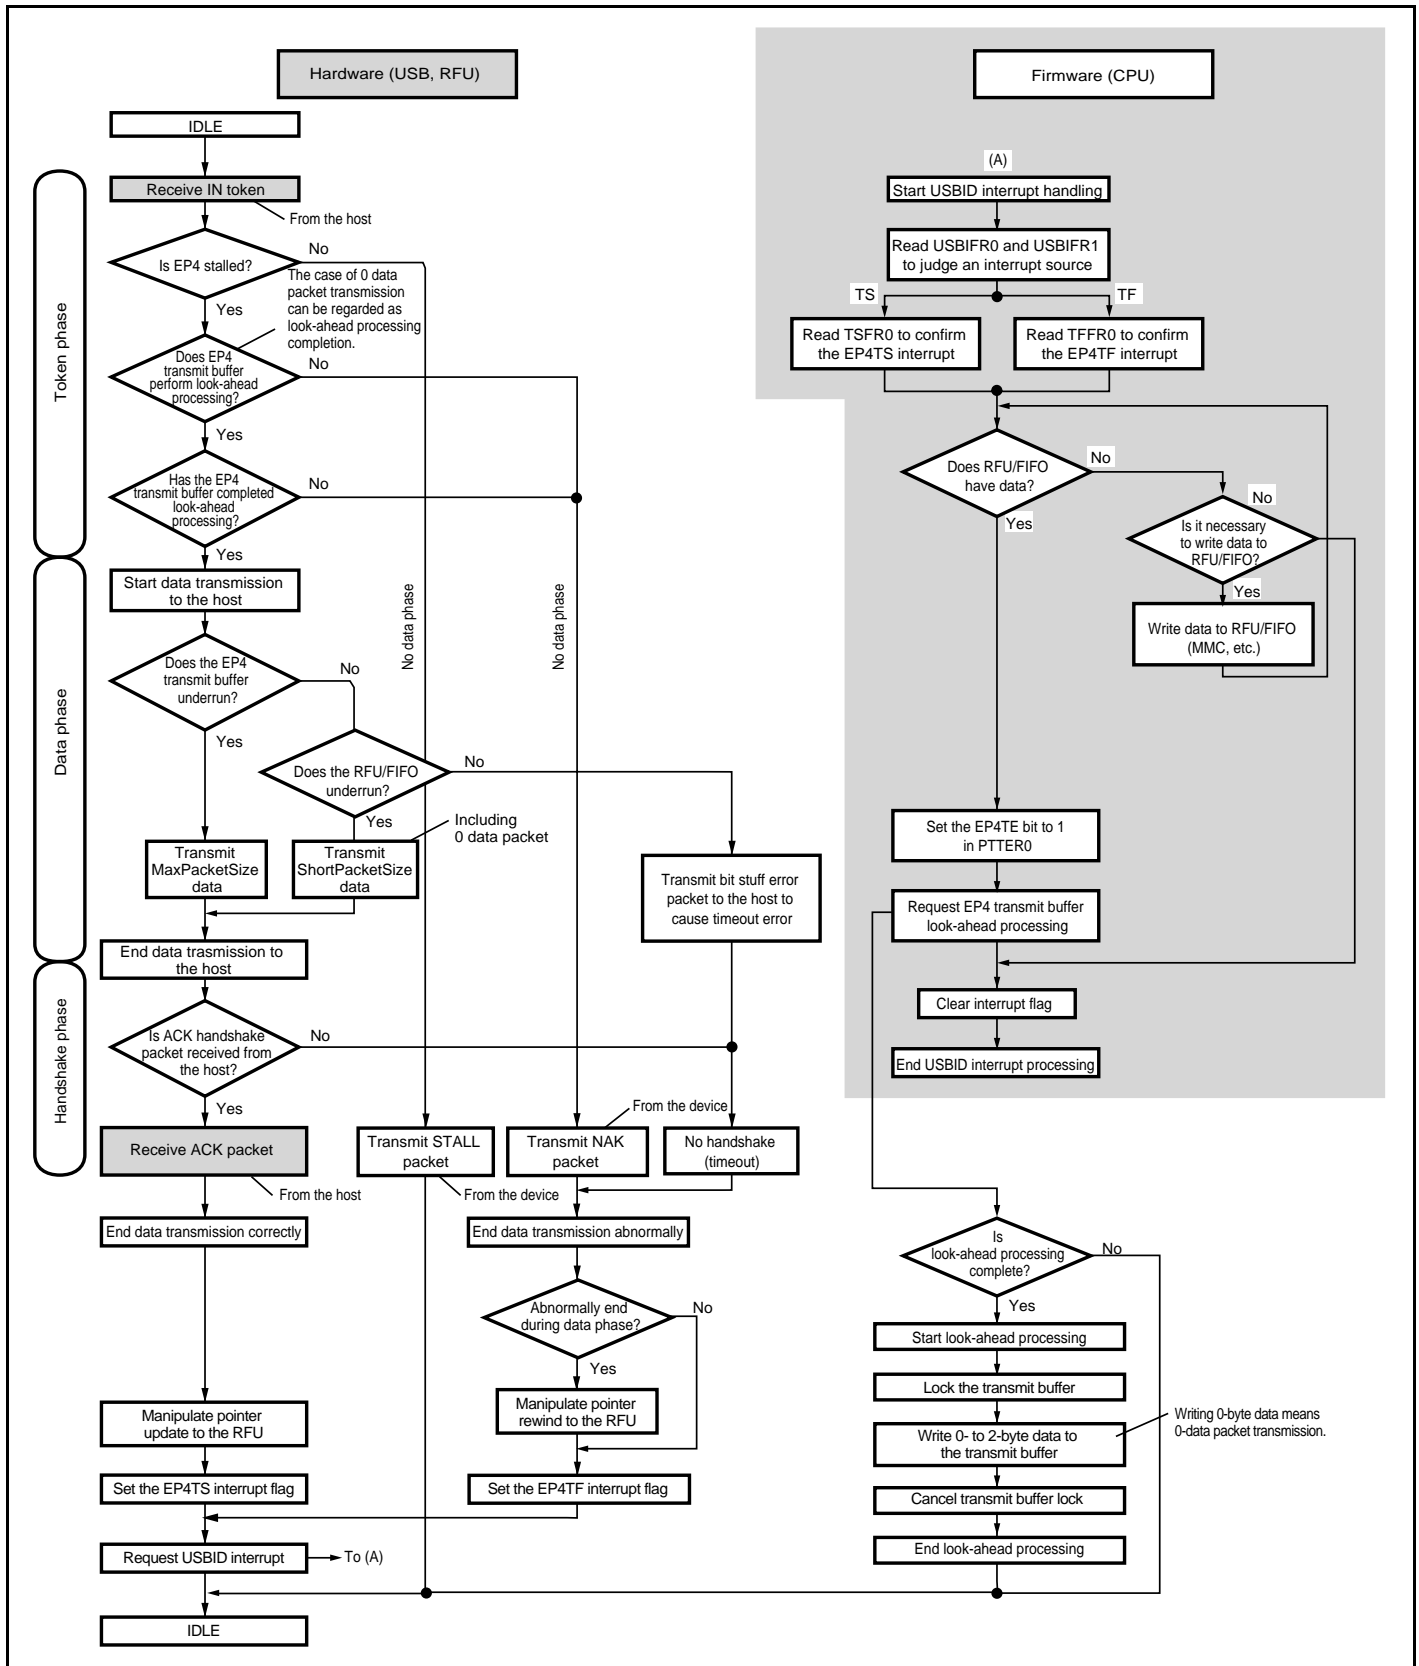 Hardware (USB, RFU)
Firmware (CPU)
IDLE
Token phase
Receive IN token
From the host
Is EP4 stalled?
No
Yes
The case of 0 data
packet transmission
can be regarded as
look-ahead processing
completion.
Does EP4
transmit buffer
perform look-ahead
processing?
No
Yes
Has the EP4
transmit buffer completed
look-ahead
processing?
No
Yes
Data phase
Start data transmission
to the host
No data phase
No data phase
Does the EP4
transmit buffer
underrun?
No
Yes
Does the RFU/FIFO
underrun?
No
Yes
Including
0 data packet
Transmit
MaxPacketSize
data
Transmit
ShortPacketSize
data
Transmit bit stuff error
packet to the host to
cause timeout error
End data trasmission to
the host
Handshake phase
Is ACK handshake
packet received from
the host?
No
Yes
From the device
Receive ACK packet
Transmit STALL
packet
Transmit NAK
packet
No handshake
(timeout)
From the host
From the device
End data transmission correctly
End data transmission abnormally
Abnormally end
during data phase?
No
Yes
Manipulate pointer
update to the RFU
Manipulate pointer
rewind to the RFU
Set the EP4TS interrupt flag
Set the EP4TF interrupt flag
Request USBID interrupt
To (A)
IDLE
(A)
Start USBID interrupt handling
Read USBIFR0 and USBIFR1
to judge an interrupt source
TS
TF
Read TSFR0 to confirm
the EP4TS interrupt
Read TFFR0 to confirm
the EP4TF interrupt
Does RFU/FIFO
have data?
No
Yes
No
Is it necessary
to write data to
RFU/FIFO?
Yes
Write data to RFU/FIFO
(MMC, etc.)
Set the EP4TE bit to 1
in PTTER0
Request EP4 transmit buffer
look-ahead processing
Clear interrupt flag
End USBID interrupt processing
Is
look-ahead processing
complete?
No
Yes
Start look-ahead processing
Lock the transmit buffer
Write 0- to 2-byte data to
the transmit buffer
Writing 0-byte data means
0-data packet transmission.
Cancel transmit buffer lock
End look-ahead processing